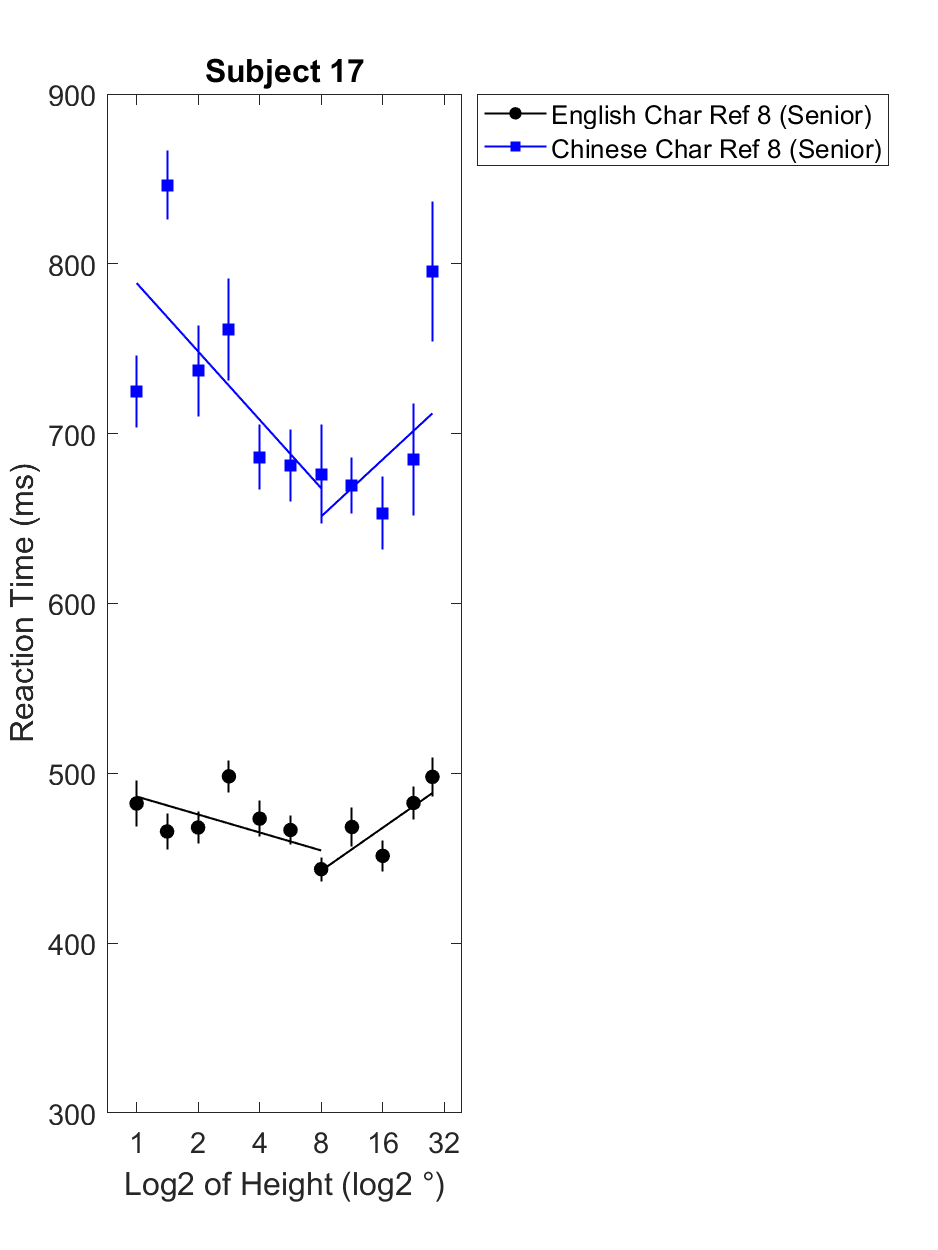 Subject 17
900
800
700
600
500
400
300
Reaction Time (ms)
1 2 4 8 16 32
Log2 of Height (log2 °)
English Char Ref 8 (Senior)
Chinese Char Ref 8 (Senior)